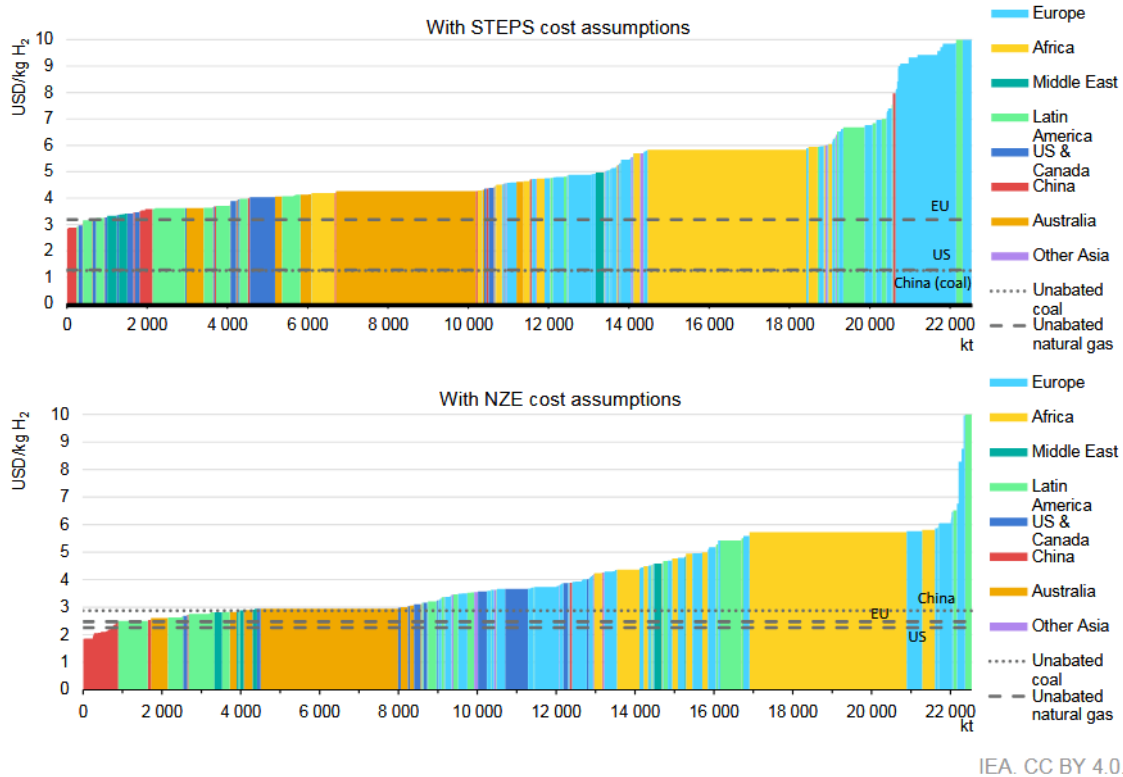 With STEPS cost assumptions
USD/kg H2
10
9
8
7
6
5
4
3
2
1
0
EU
US
China (coal)
0 2 000 4 000 6 000 8 000 10 000 12 000 14 000 16 000 18 000 20 000 22 000
kt
Europe
Africa
Middle East
Latin
America
US &
Canada
China
Australia
Other Asia
Unabated
coal
Unabated
natural gas
With NZE cost assumptions
USD/kg H2
10
9
8
7
6
5
4
3
2
1
0
China
EU
US
0 2 000 4 000 6 000 8 000 10 000 12 000 14 000 16 000 18 000 20 000 22 000
kt
Europe
Africa
Middle East
Latin
America
US &
Canada
China
Australia
Other Asia
Unabated
coal
Unabated
natural gas
IEA. CC BY 4.0.